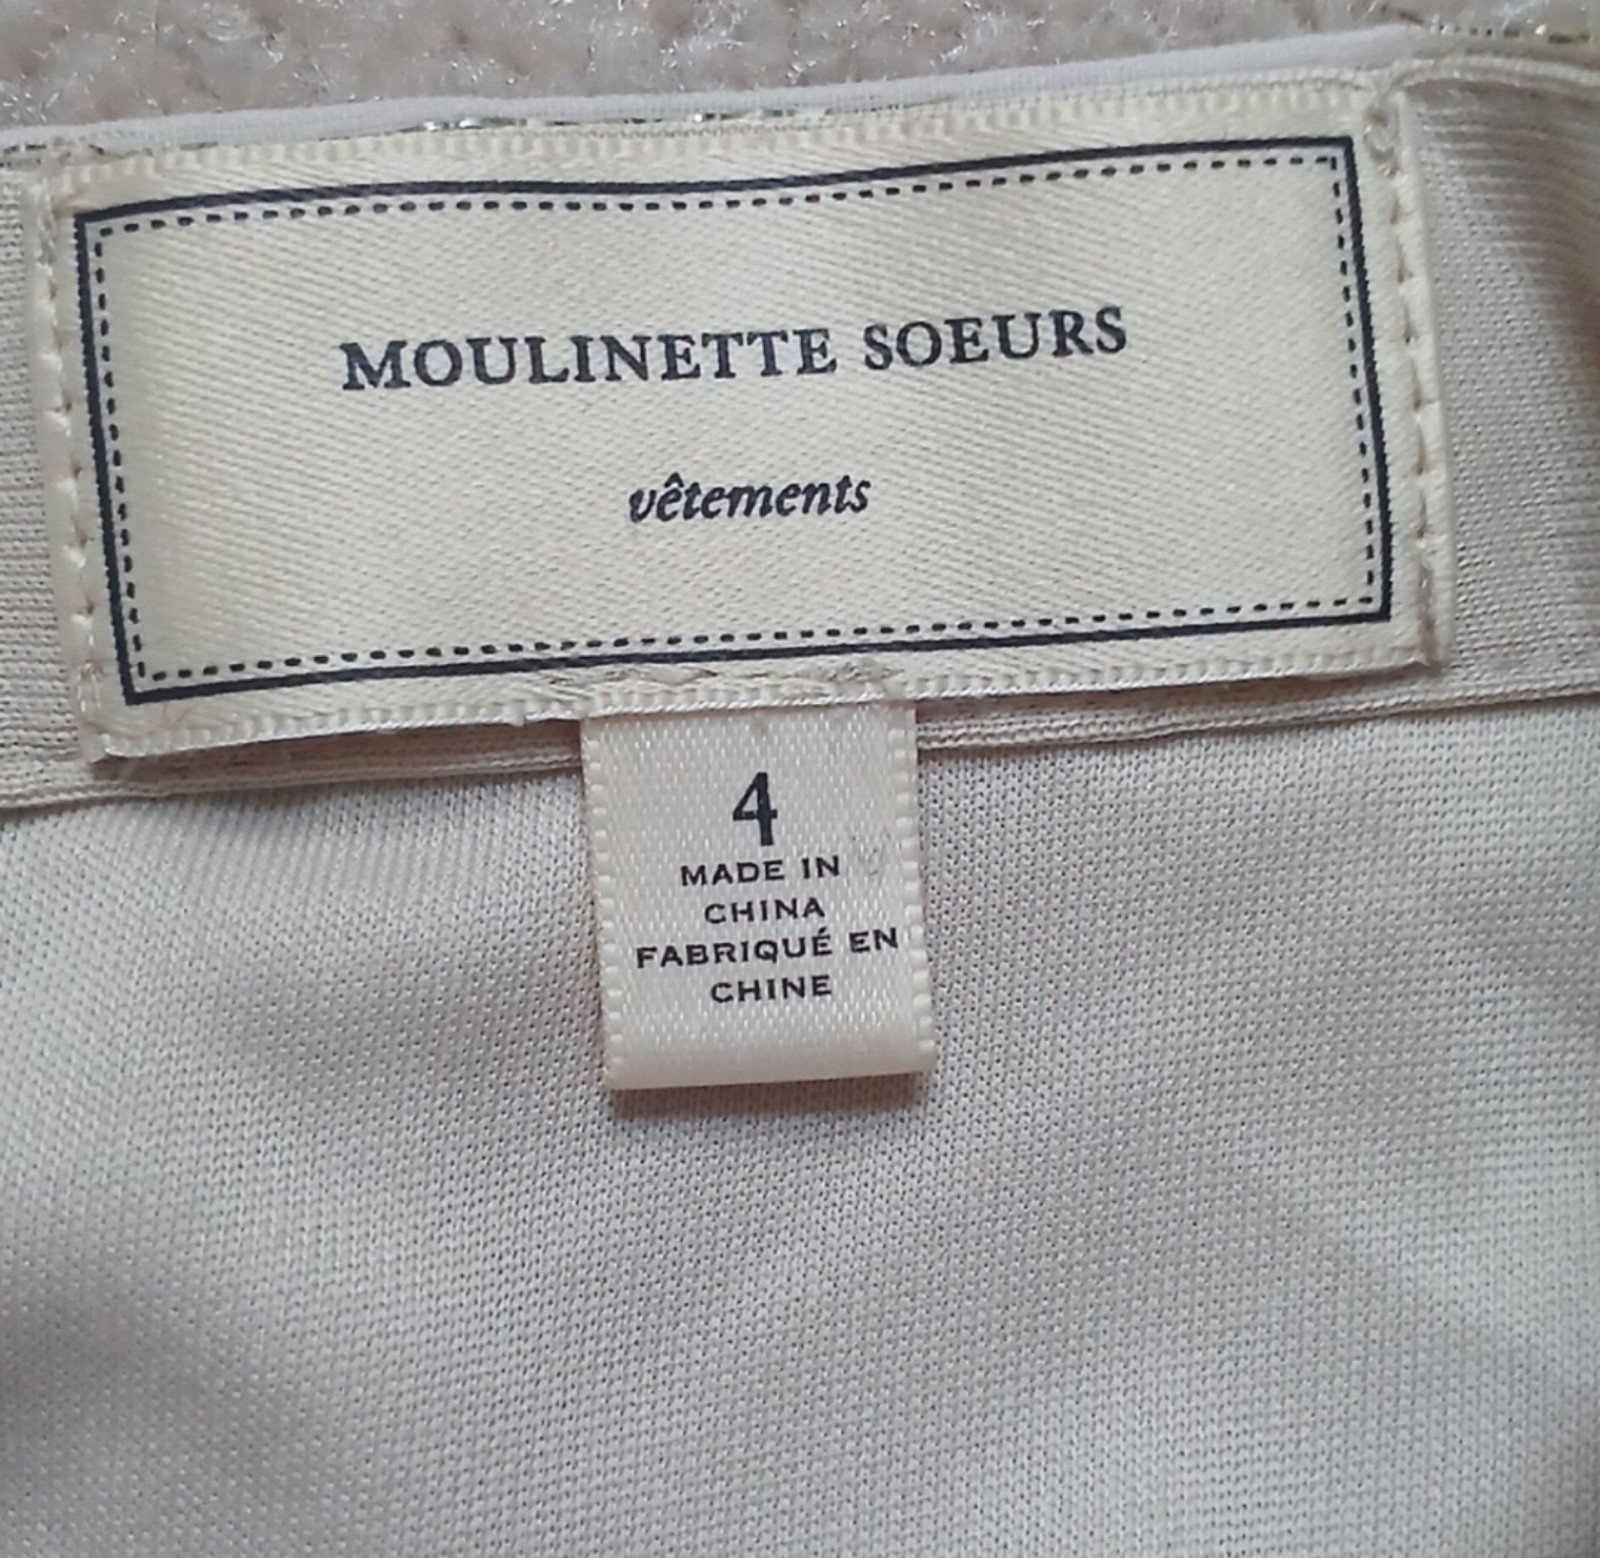 MOULINETTE SOEURS
vêtements
4
MADE IN
CHINA
FABRIQUÉ EN
CHINE